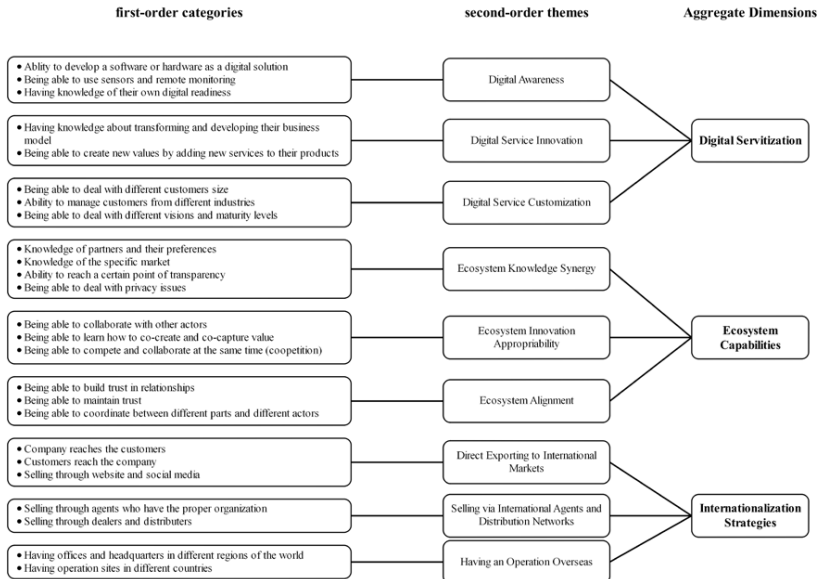 first-order categories
second-order themes
Aggregate Dimensions
• Ablity to develop a software or hardware as a digital solution
• Being able to use sensors and remote monitoring
• Having knowledge of their own digital readiness
Digital Awareness
• Having knowledge about transforming and developing their business
model
• Being able to create new values by adding new services to their products
Digital Service Innovation
Digital Servitization
• Being able to deal with different customers size
• Ability to manage customers from different industries
• Being able to deal with different visions and maturity levels
Digital Service Customization
• Knowledge of partners and their preferences
• Knowledge of the specific market
• Ability to reach a certain point of transparency
• Being able to deal with privacy issues
Ecosystem Knowledge Synergy
• Being able to collaborate with other actors
• Being able to learn how to co-create and co-capture value
• Being able to compete and collaborate at the same time (coopetition)
Ecosystem Innovation
Appropriability
Ecosystem
Capabilities
• Being able to build trust in relationships
• Being able to maintain trust
• Being able to coordinate between different parts and different actors
Ecosystem Alignment
• Company reaches the customers
• Customers reach the company
• Selling through website and social media
Direct Exporting to International
Markets
• Selling through agents who have the proper organization
• Selling through dealers and distributers
Selling via International Agents and
Distribution Networks
Internationalization
Strategies
• Having offices and headquarters in different regions of the world
• Having operation sites in different countries
Having an Operation Overseas